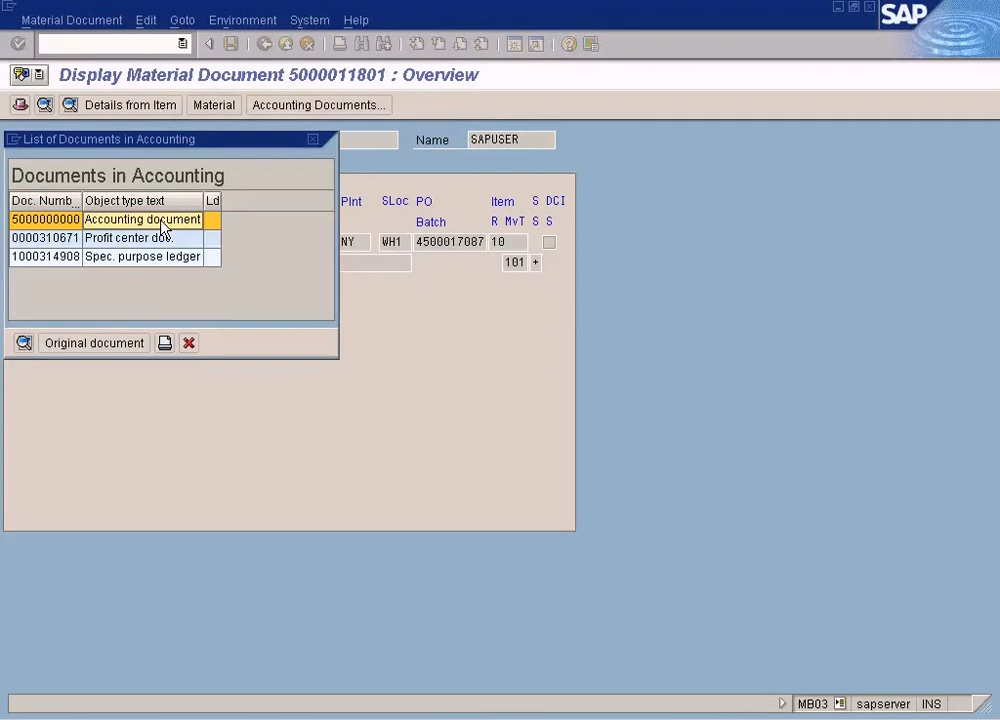 Material Document Edit Goto Environment System Help
SAP
Display Material Document 5000011801 : Overview
Details from Item Material Accounting Documents...
List of Documents in Accounting
Name SAPUSER
Documents in Accounting
Doc. Numb... Object type text Ld
5000000000 Accounting document
0000310671 Profit center doc.
1000314908 Spec. purpose ledger
Plnt SLoc PO Item S DCI
Batch R MvT S S
NY WH1 4500017087 10
101 +
Original document
MB03 sapserver INS